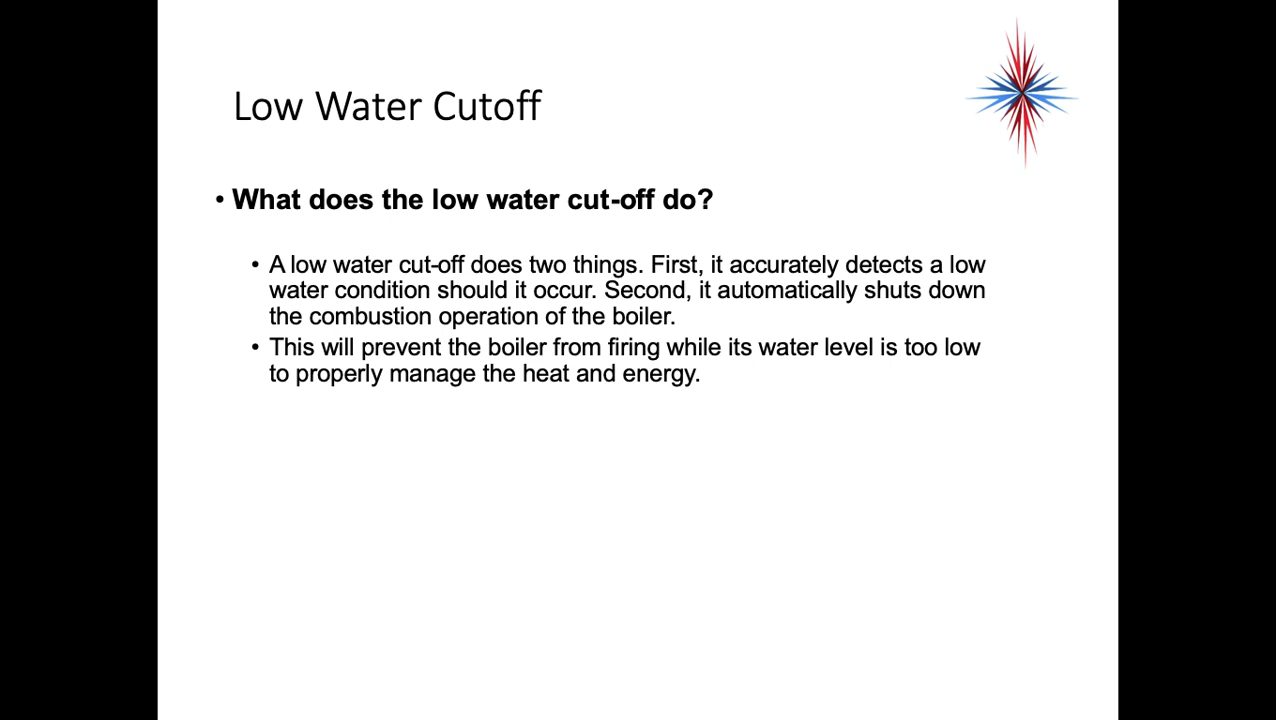 Low Water Cutoff
• What does the low water cut-off do?
• A low water cut-off does two things. First, it accurately detects a low
water condition should it occur. Second, it automatically shuts down
the combustion operation of the boiler.
• This will prevent the boiler from firing while its water level is too low
to properly manage the heat and energy.